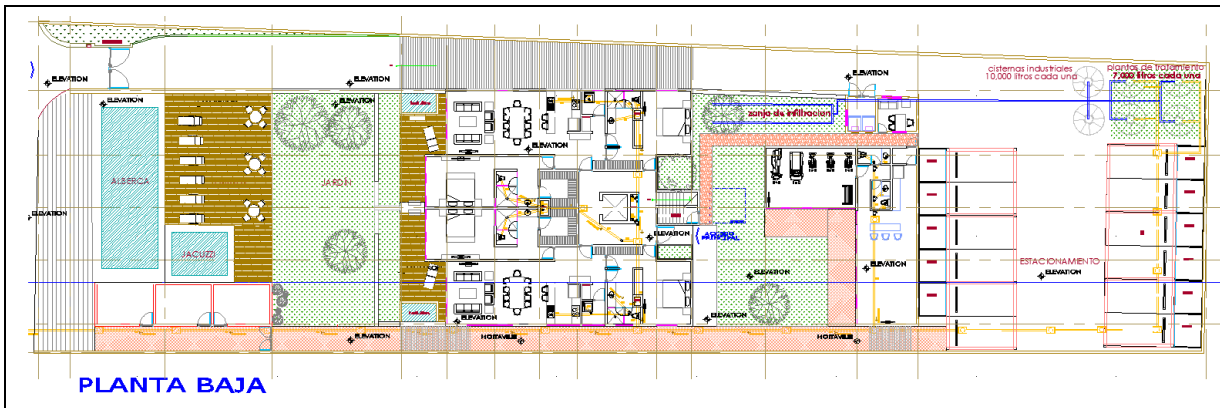 cisternas industriales
10,000 litros cada una
plantas de tratamiento
7,000 litros cada una
ELEVATION
ELEVATION
ELEVATION
ELEVATION
ELEVATION
ELEVATION
zanja de infiltracion
ELEVATION
ALBERCA
JARDIN
ELEVATION
ELEVATION
ACCESO
PRINCIPAL
JACUZZI
ELEVATION
ELEVATION
ESTACIONAMIENTO
ELEVATION
ELEVATION
ELEVATION
ELEVATION
PLANTA BAJA